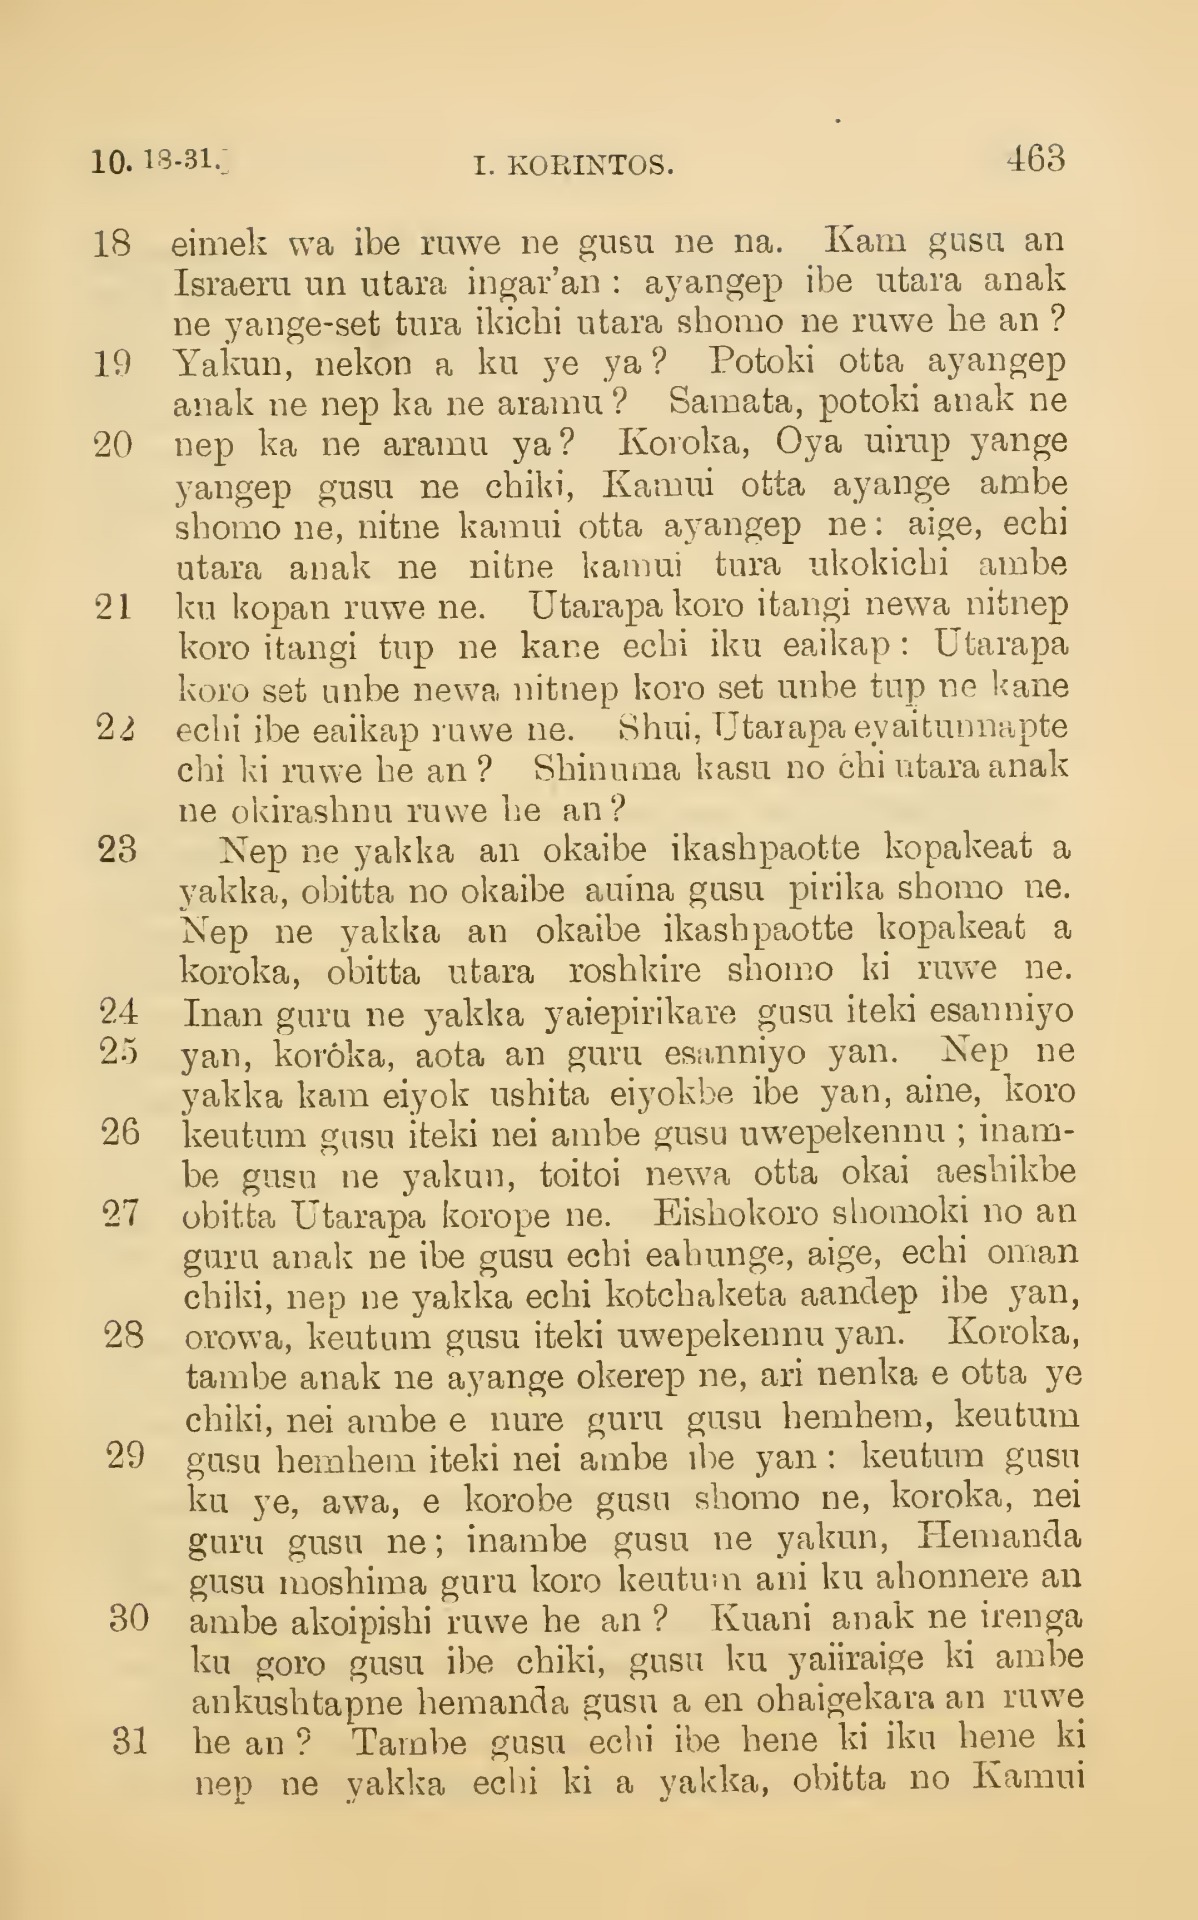 10. 18-31.] I. KORINTOS. 463
18 eimek wa ibe ruwe ne gusu ne na. Kam gusu an
Israeru un utara ingar'an : ayangep ibe utara anak
ne yange-set tura ikichi utara shomo ne ruwe he an ?
19 Yakun, nekon a ku ye ya ? Potoki otta ayangep
anak ne nep ka ne aramu ? Samata, potoki anak ne
20 nep ka ne aramu ya ? Koroka, Oya uirup yange
yangep gusu ne chiki, Kamui otta ayange ambe
shomo ne, nitne kamui otta ayangep ne : aige, echi
utara anak ne nitne kamui tura ukokichi ambe
21 ku kopan ruwe ne. Utarapa koro itangi newa nitnep
koro itangi tup ne kane echi iku eaikap : Utarapa
koro set unbe newa nitnep koro set unbe tup ne kane
22 echi ibe eaikap ruwe ne. Shui, Utarapa eyaitunnapte
chi ki ruwe he an ? Shinuma kasu no chi utara anak
ne okirashnu ruwe he an ?
23 Nep ne yakka an okaibe ikashpaotte kopakeat a
yakka, obitta no okaibe auina gusu pirika shomo ne.
Nep ne yakka an okaibe ikashpaotte kopakeat a
koroka, obitta utara roshkire shomo ki ruwe ne.
24 Inan guru ne yakka yaiepirikare gusu iteki esanniyo
25 yan, koroka, aota an guru esanniyo yan. Nep ne
yakka kam eiyok ushita eiyokbe ibe yan, aine, koro
26 keutum gusu iteki nei ambe gusu uwepekennu ; inam-
be gusu ne yakun, toitoi newa otta okai aeshikbe
27 obitta Utarapa korope ne. Eishokoro shomoki no an
guru anak ne ibe gusu echi eahunge, aige, echi oman
chiki, nep ne yakka echi kotchaketa aandep ibe yan,
28 orowa, keutum gusu iteki uwepekennu yan. Koroka,
tambe anak ne ayange okerep ne, ari nenka e otta ye
chiki, nei ambe e nure guru gusu hemhem, keutum
29 gusu hemhem iteki nei ambe ibe yan : keutum gusu
ku ye, awa, e korobe gusu shomo ne, koroka, nei
guru gusu ne ; inambe gusu ne yakun, Hemanda
gusu moshima guru koro keutum ani ku ahonnere an
30 ambe akoipishi ruwe he an ? Kuani anak ne irenga
ku goro gusu ibe chiki, gusu ku yaiiraige ki ambe
ankushtapne hemanda gusu a en ohaigekara an ruwe
31 he an ? Tambe gusu echi ibe hene ki iku hene ki
nep ne yakka echi ki a yakka, obitta no Kamui